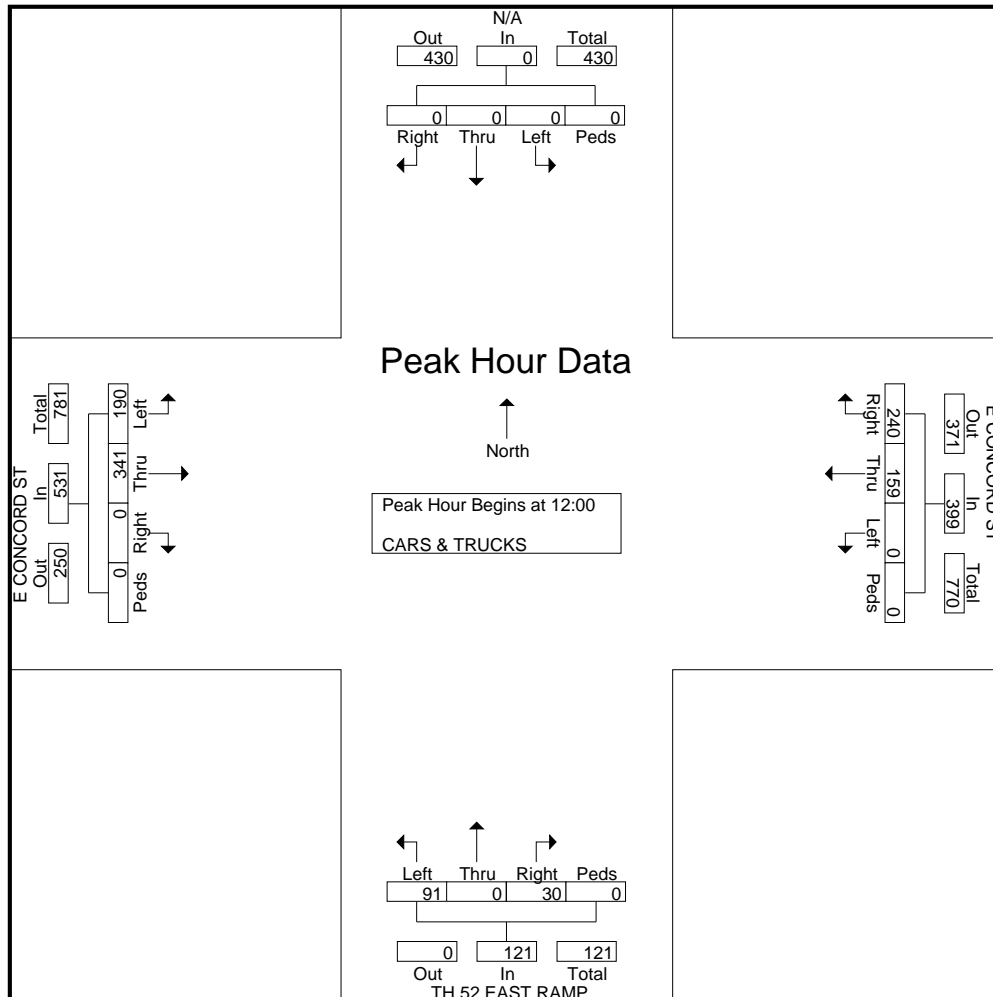 N/A
Out In Total
430 0 430
0 0 0 0
Right Thru Left Peds
Peak Hour Data
North
Peak Hour Begins at 12:00
CARS & TRUCKS
E CONCORD ST
Out In Total
250 531 781
Peds Right Thru Left
0 0 341 190
E CONCORD ST
Out In Total
371 399 770
240 159 0 0
Right Thru Left Peds
Left Thru Right Peds
91 0 30 0
0 121 121
Out In Total
TH 52 EAST RAMP